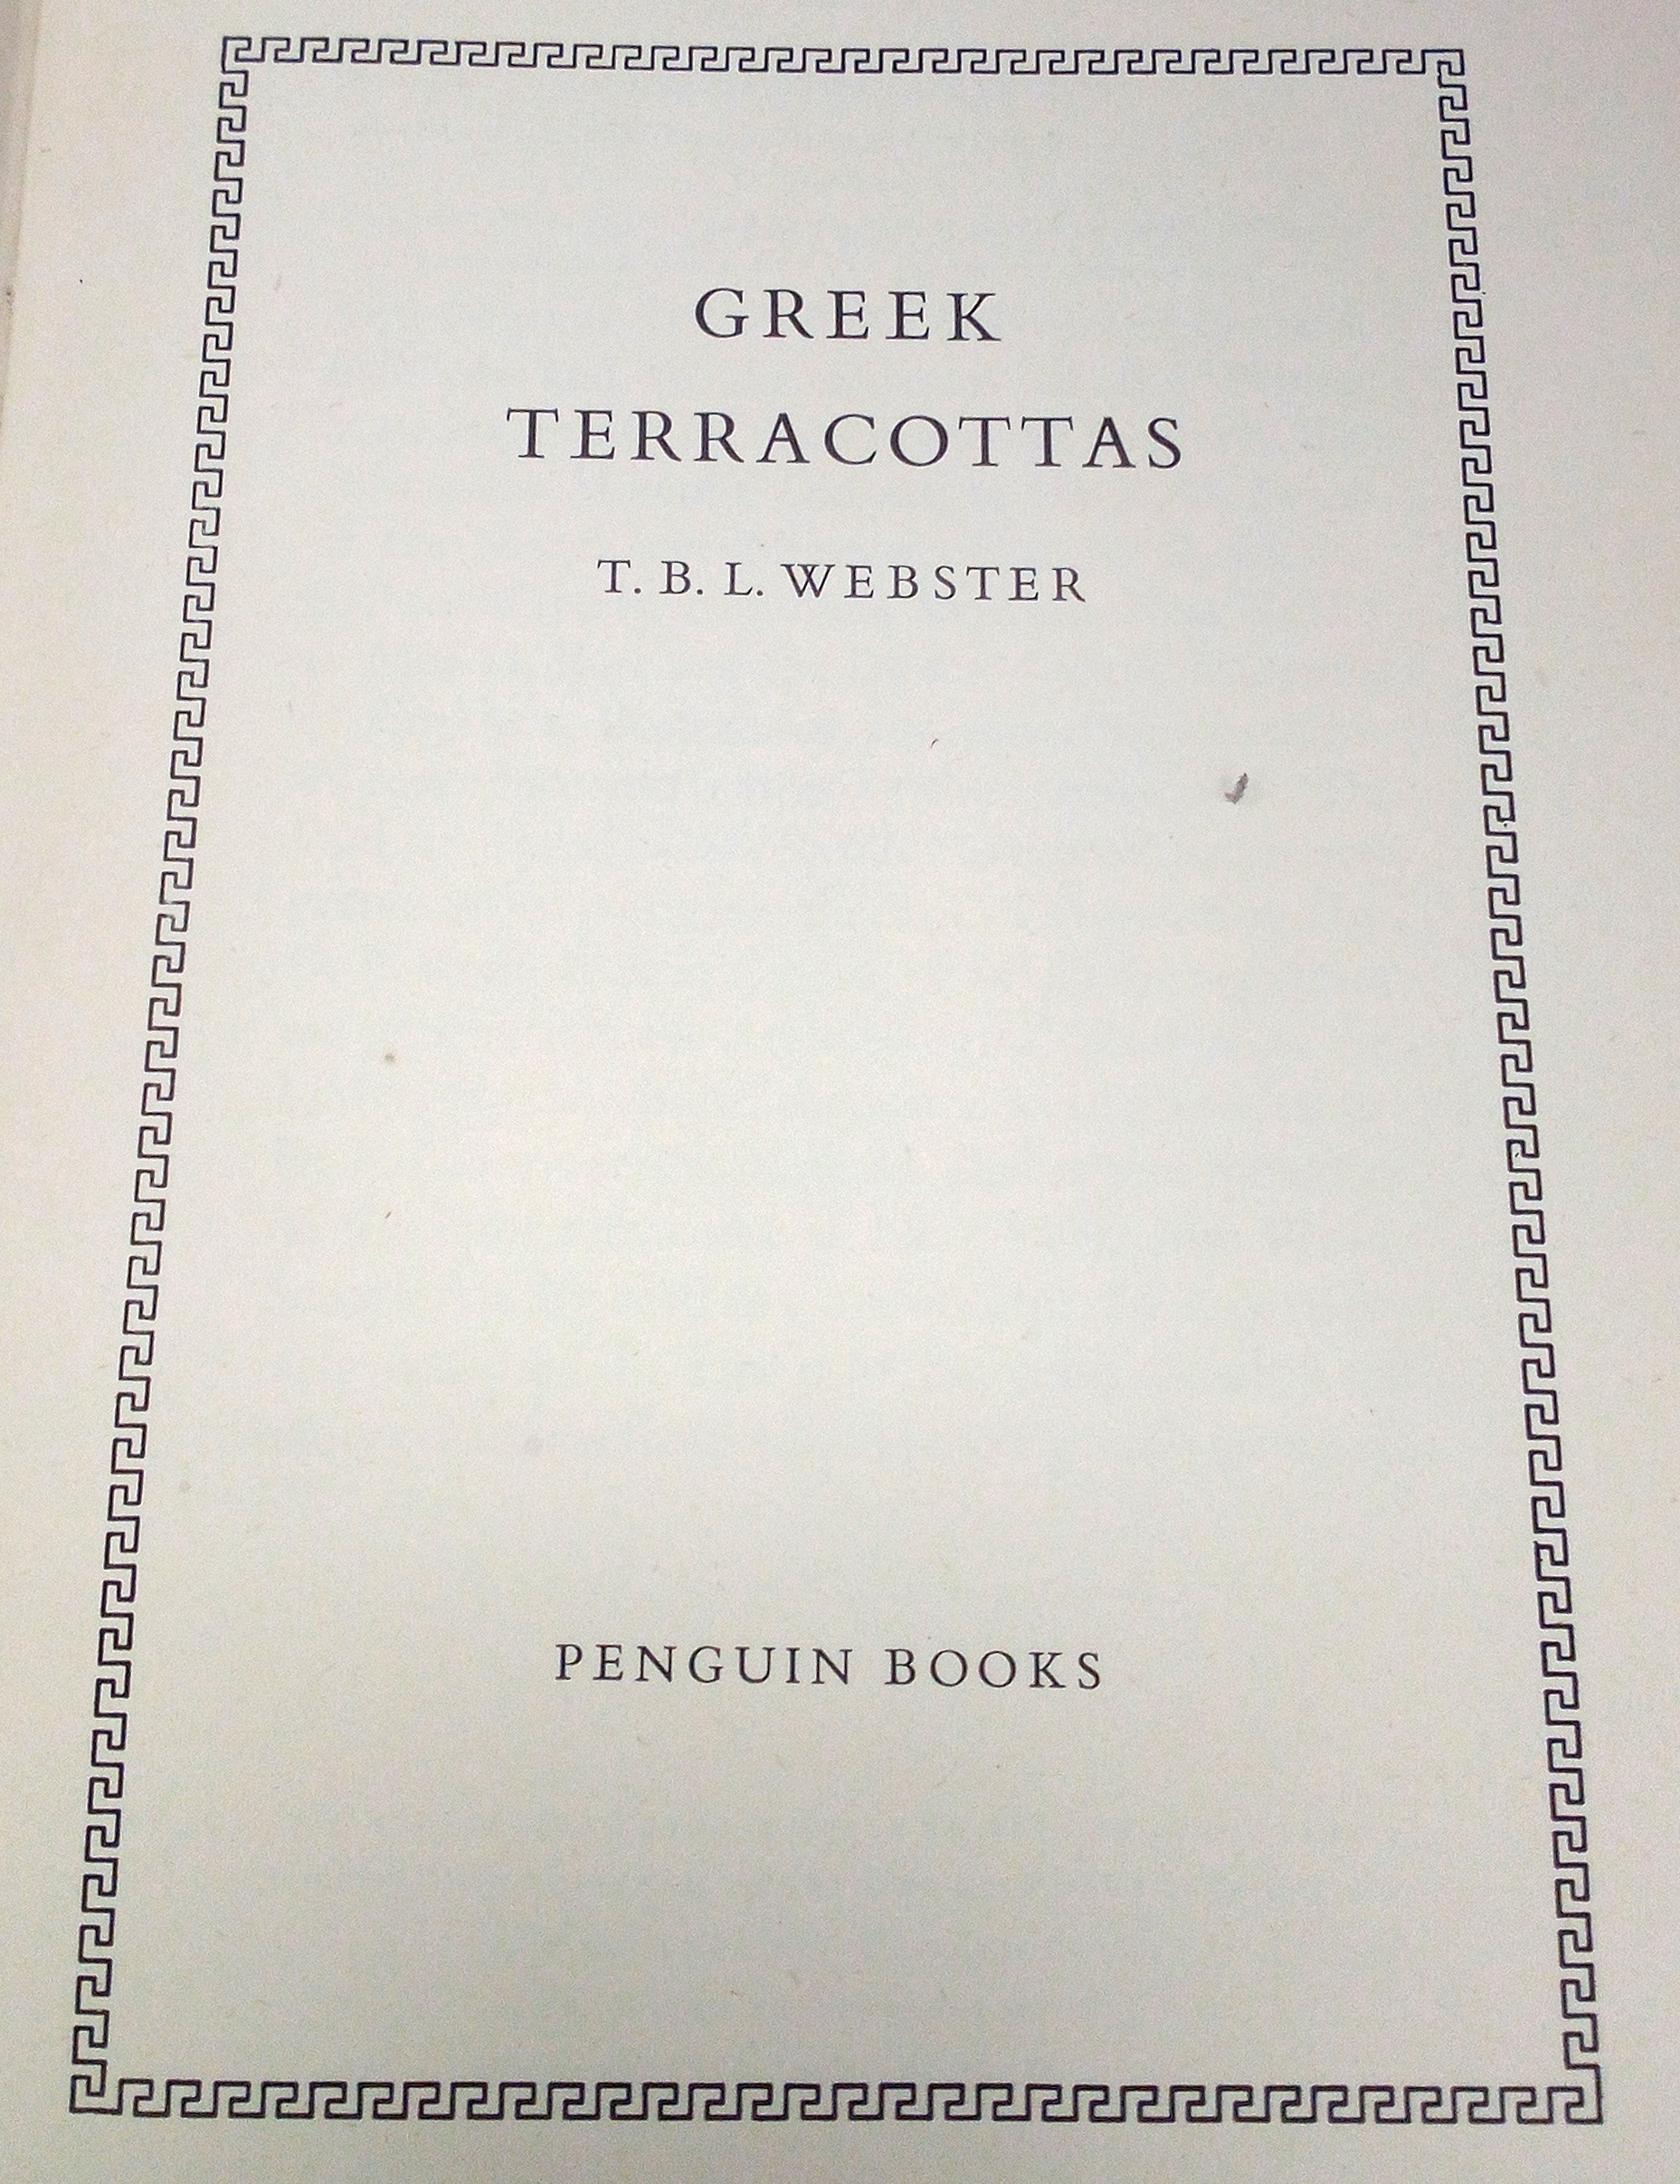 GREEK
TERRACOTTAS
T. B. L. WEBSTER
PENGUIN BOOKS